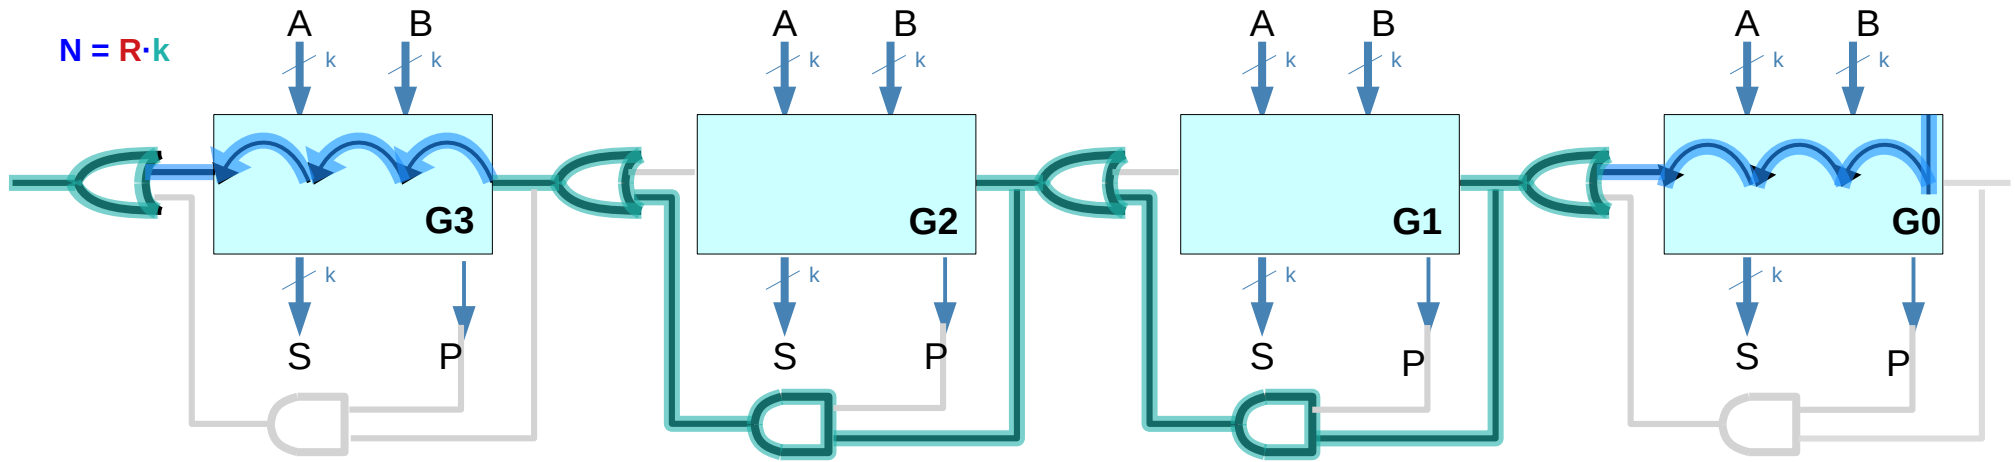 A B A B A B A B
N = R·k
k k k k k k k k
G3 G2 G1 G0
k k k k
S P S P S P S P